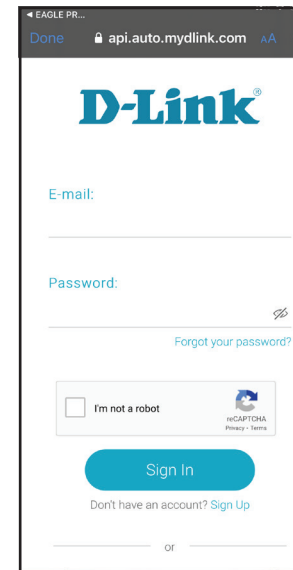 ◀ EAGLE PR...
Done api.auto.mydlink.com AA
D-Link®
E-mail:
Password:
Forgot your password?
I'm not a robot
reCAPTCHA
Privacy - Terms
Sign In
Don't have an account? Sign Up
or